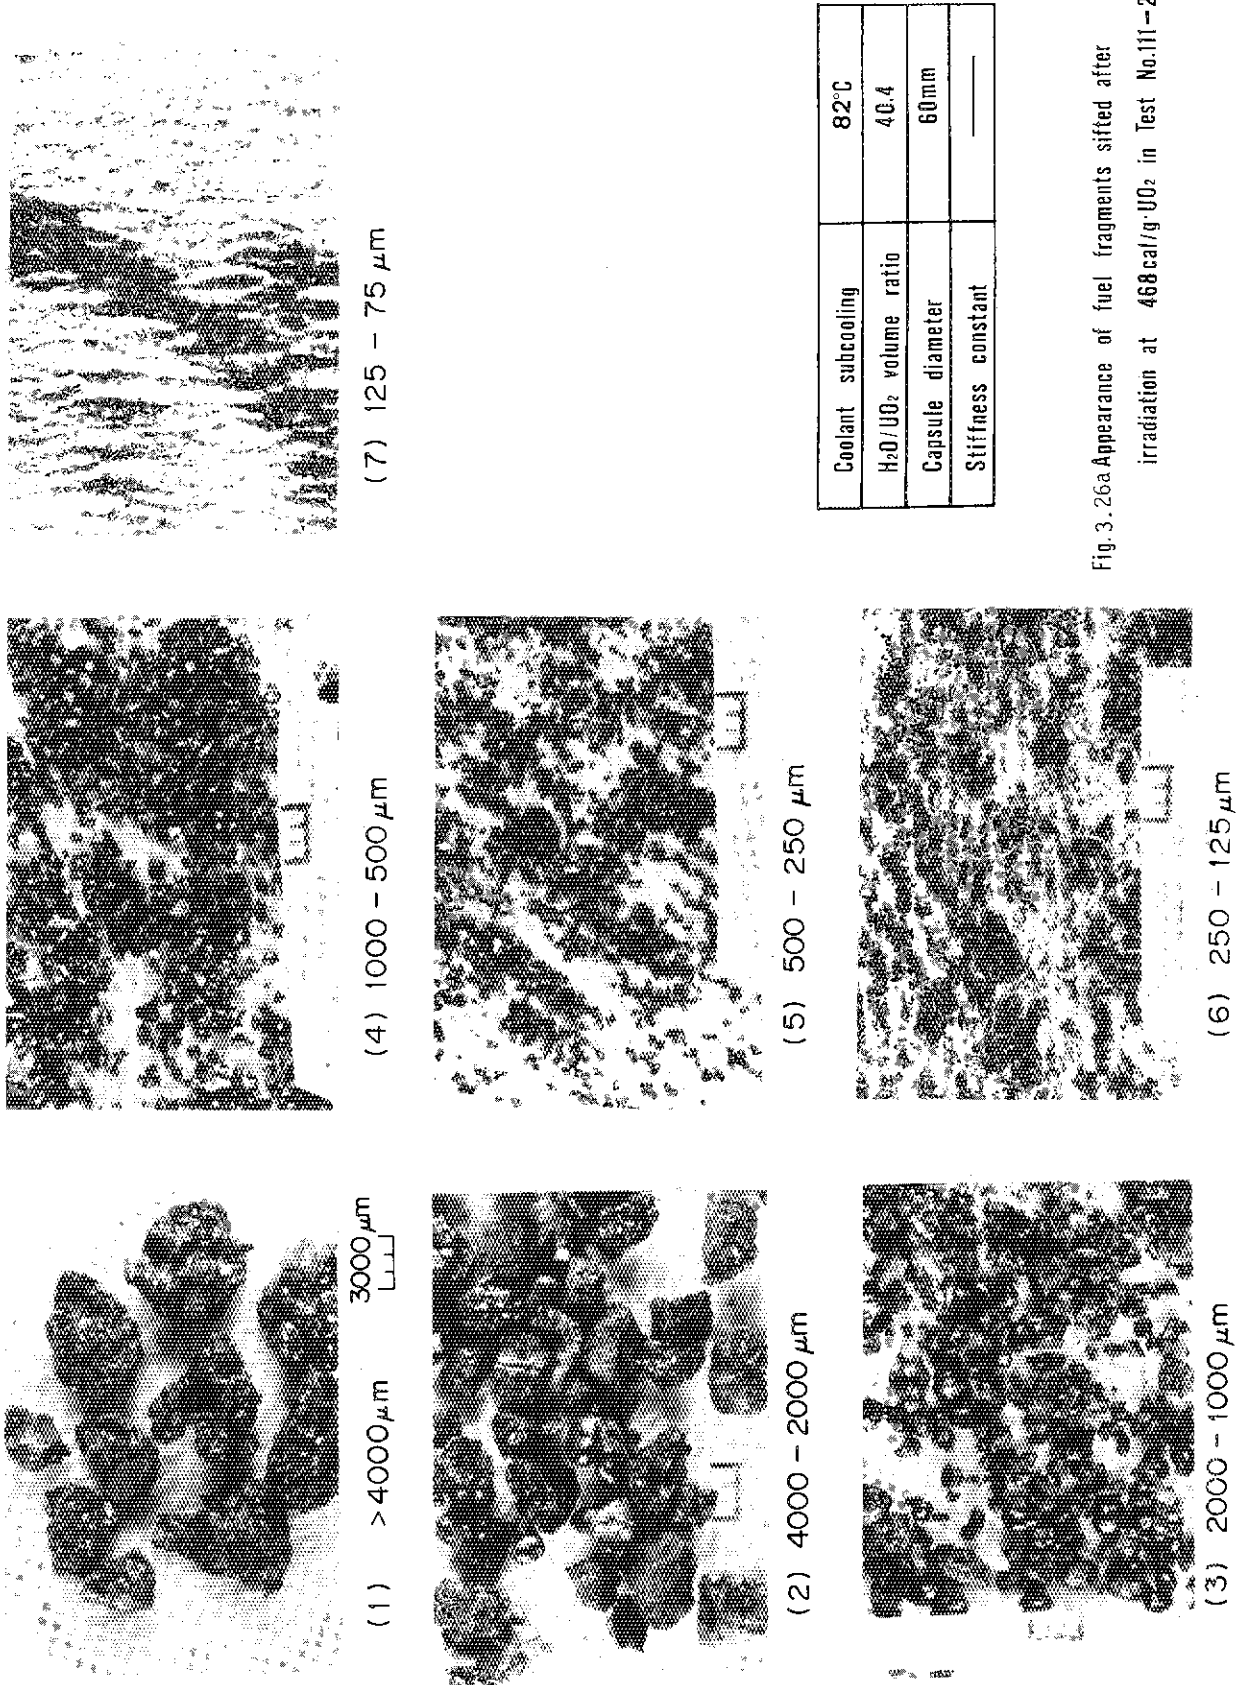 (1) >4000μm
3000μm
(2) 4000-2000μm
(3) 2000-1000μm
(4) 1000-500μm
(5) 500-250 μm
(6) 250-125μm
(7) 125-75μm
Coolant subcooling 82°C
H₂O/UO₂ volume ratio 40.4
Capsule diameter 60mm
Stiffness constant ——
Fig. 3. 26a Appearance of fuel fragments sifted after
irradiation at 468cal/g·UO₂ in Test No.111-2